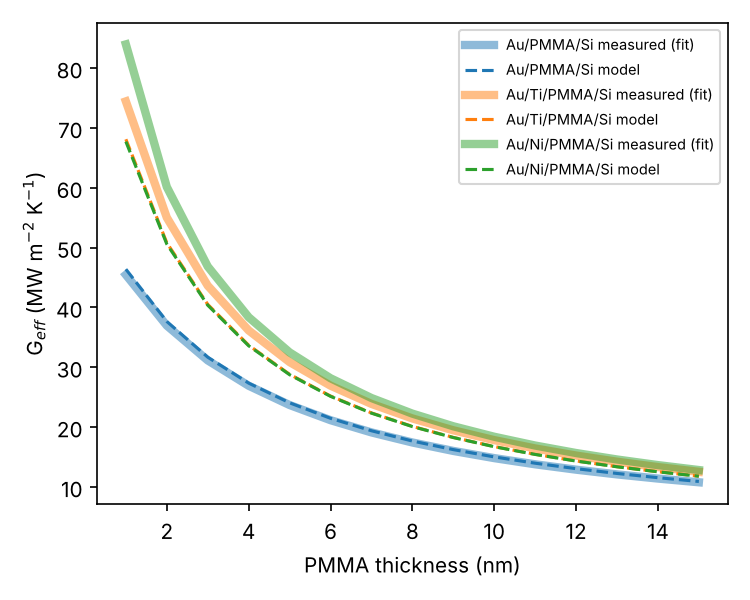 Au/PMMA/Si measured (fit)
Au/PMMA/Si model
Au/Ti/PMMA/Si measured (fit)
Au/Ti/PMMA/Si model
Au/Ni/PMMA/Si measured (fit)
Au/Ni/PMMA/Si model
80
70
60
50
40
30
20
10
G_{eff} (MW m^{−2} K^{−1})
2 4 6 8 10 12 14
PMMA thickness (nm)